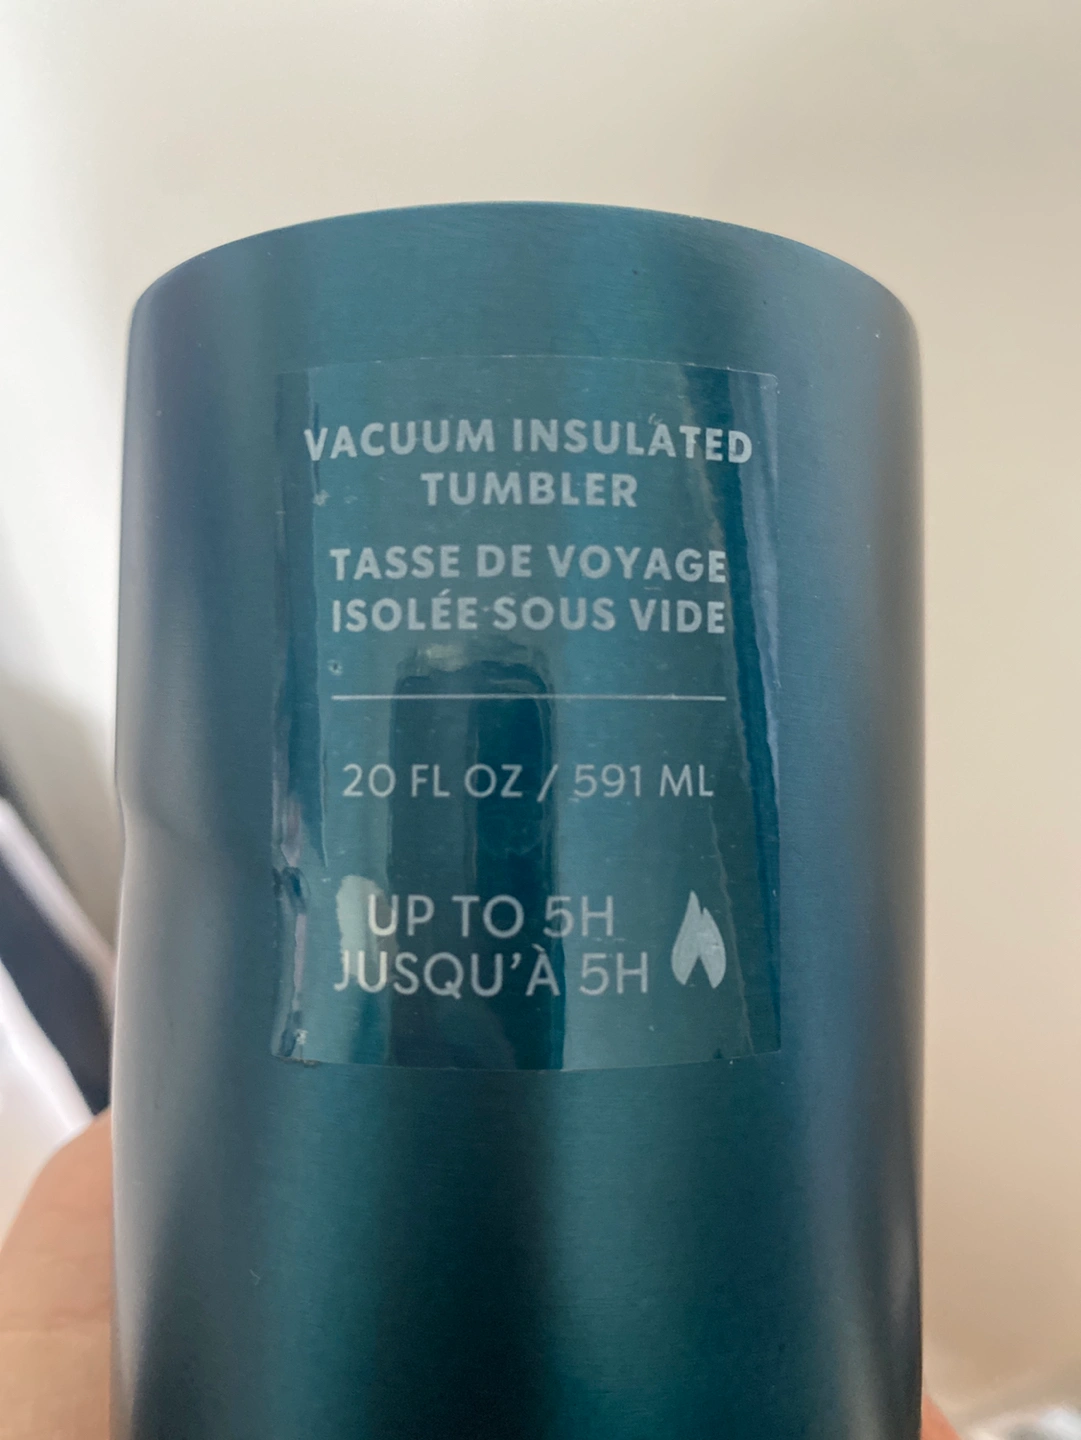 VACUUM INSULATED
TUMBLER
TASSE DE VOYAGE
ISOLÉE SOUS VIDE
20 FL OZ / 591 ML
UP TO 5H
JUSQU'À 5H